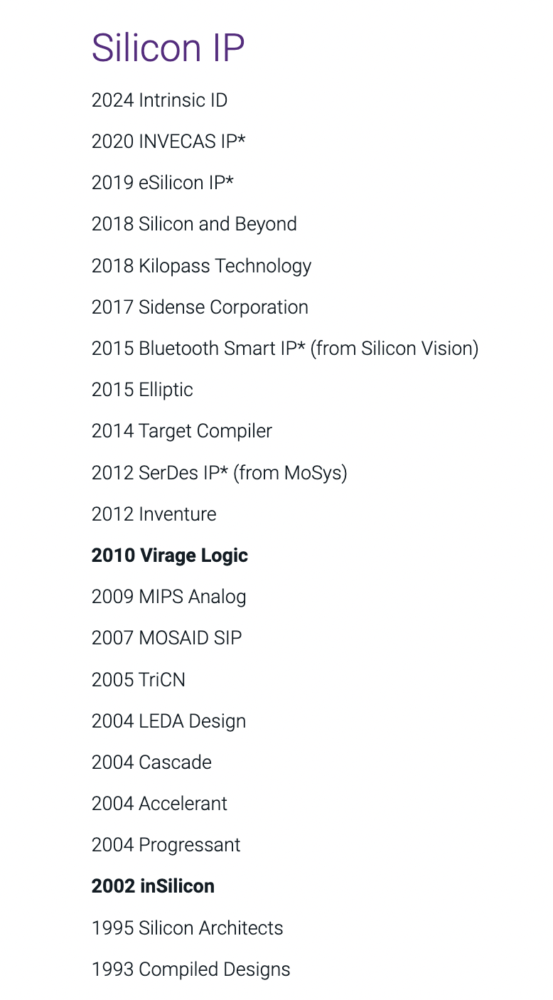 Silicon IP
2024 Intrinsic ID
2020 INVECAS IP*
2019 eSilicon IP*
2018 Silicon and Beyond
2018 Kilopass Technology
2017 Sidense Corporation
2015 Bluetooth Smart IP* (from Silicon Vision)
2015 Elliptic
2014 Target Compiler
2012 SerDes IP* (from MoSys)
2012 Inventure
2010 Virage Logic
2009 MIPS Analog
2007 MOSAID SIP
2005 TriCN
2004 LEDA Design
2004 Cascade
2004 Accelerant
2004 Progressant
2002 inSilicon
1995 Silicon Architects
1993 Compiled Designs